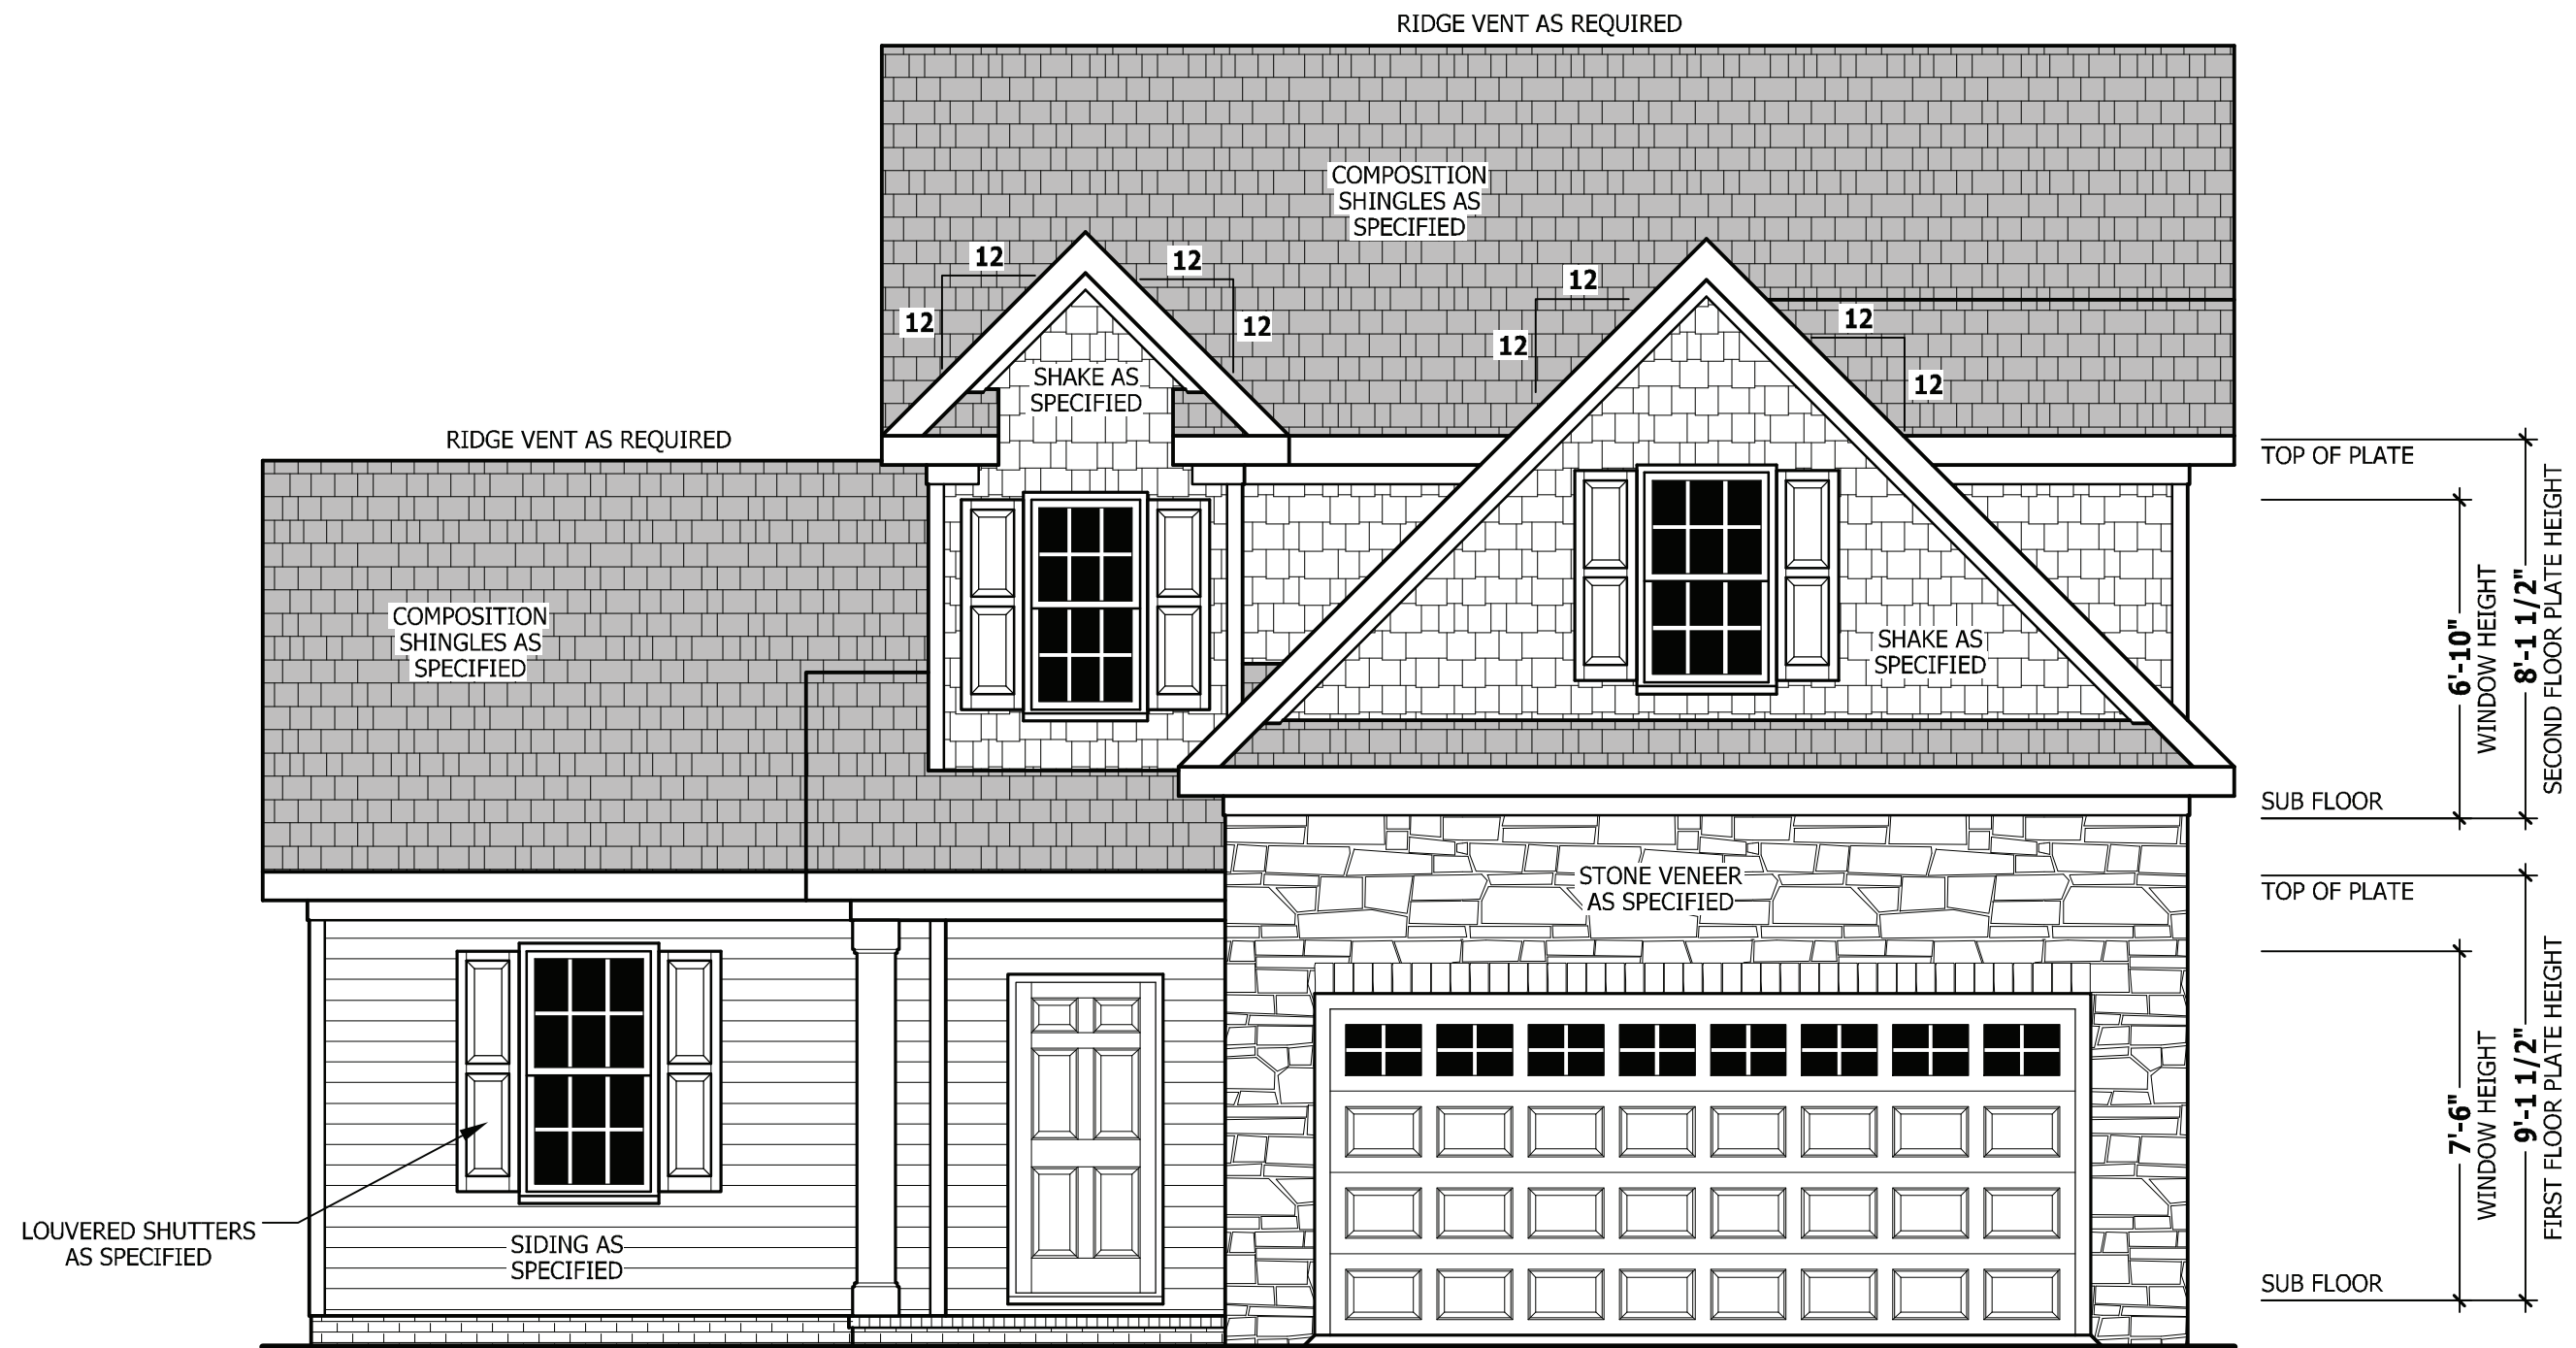 RIDGE VENT AS REQUIRED
COMPOSITION
SHINGLES AS
SPECIFIED
12
12
12
12
12
12
12
12
SHAKE AS
SPECIFIED
RIDGE VENT AS REQUIRED
TOP OF PLATE
COMPOSITION
SHINGLES AS
SPECIFIED
SHAKE AS
SPECIFIED
6'-10"
WINDOW HEIGHT
8'-1 1/2"
SECOND FLOOR PLATE HEIGHT
SUB FLOOR
STONE VENEER
AS SPECIFIED
TOP OF PLATE
7'-6"
WINDOW HEIGHT
9'-1 1/2"
FIRST FLOOR PLATE HEIGHT
LOUVERED SHUTTERS
AS SPECIFIED
SIDING AS
SPECIFIED
SUB FLOOR